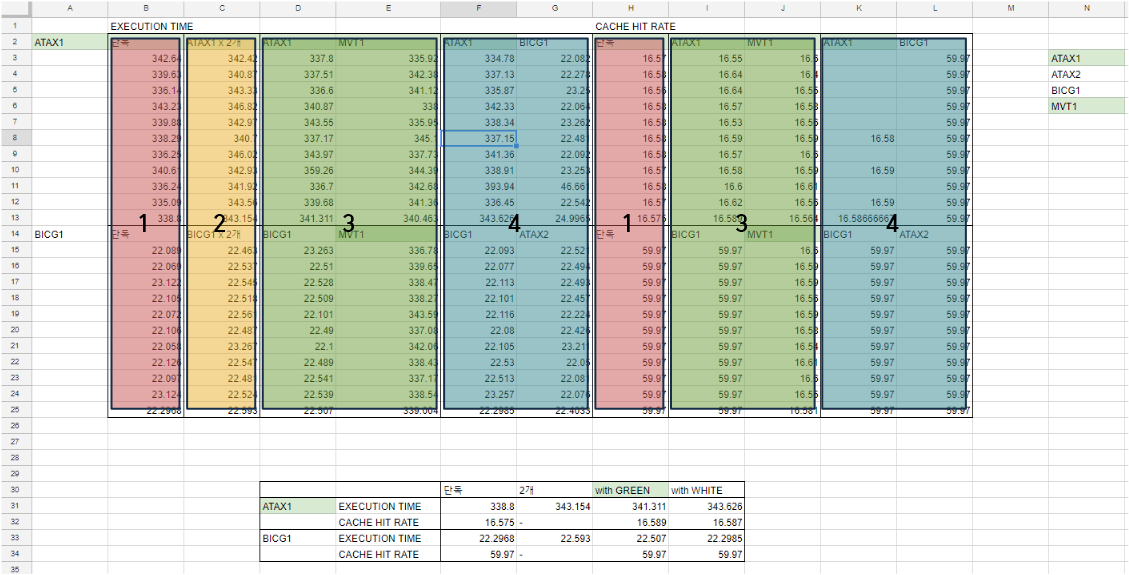 A B C D E F G H I J K L M N
1 EXECUTION TIME CACHE HIT RATE
2 ATAX1 단독 ATAX1 x 2개 ATAX1 MVT1 ATAX1 BICG1 단독 ATAX1 MVT1 ATAX1 BICG1
3 342.64 342.42 337.8 335.92 334.78 22.082 16.57 16.55 16.6 59.97 ATAX1
4 339.63 340.87 337.51 342.38 337.13 22.278 16.58 16.64 16.4 59.97 ATAX2
5 336.14 343.33 336.6 341.12 335.87 23.25 16.56 16.64 16.55 59.97 BICG1
6 343.23 346.82 340.87 338 342.33 22.064 16.58 16.57 16.58 59.97 MVT1
7 339.88 342.97 343.55 335.95 338.34 23.262 16.58 16.53 16.56 59.97
8 338.29 340.7 337.17 345.1 337.15 22.487 16.58 16.59 16.59 16.58 59.97
9 336.25 346.02 343.97 337.73 341.36 22.092 16.58 16.57 16.6 59.97
10 340.61 342.93 359.26 344.39 338.91 23.253 16.57 16.58 16.59 16.59 59.97
11 336.24 341.92 336.7 342.68 393.94 46.661 16.58 16.6 16.61 59.97
12 335.09 343.56 339.68 341.36 336.45 22.542 16.57 16.62 16.56 16.59 59.97
13 338.8 343.154 341.311 340.463 343.626 24.9965 16.575 16.589 16.564 16.58666667 59.97
1 2 3 4 1 3 4
14 BICG1 단독 BICG1 x 2개 BICG1 MVT1 BICG1 ATAX2 단독 BICG1 MVT1 BICG1 ATAX2
15 22.089 22.463 23.263 336.78 22.093 22.521 59.97 59.97 16.6 59.97 59.97
16 22.069 22.537 22.51 339.65 22.077 22.494 59.97 59.97 16.59 59.97 59.97
17 23.122 22.545 22.528 338.47 22.113 22.493 59.97 59.97 16.56 59.97 59.97
18 22.105 22.518 22.509 338.27 22.101 22.457 59.97 59.97 16.55 59.97 59.97
19 22.072 22.561 22.101 343.59 22.116 22.224 59.97 59.97 16.59 59.97 59.97
20 22.106 22.487 22.49 337.08 22.08 22.426 59.97 59.97 16.58 59.97 59.97
21 22.058 23.267 22.1 342.06 22.105 23.211 59.97 59.97 16.54 59.97 59.97
22 22.126 22.547 22.489 338.43 22.53 22.05 59.97 59.97 16.61 59.97 59.97
23 22.097 22.481 22.541 337.17 22.513 22.081 59.97 59.97 16.6 59.97 59.97
24 23.124 22.524 22.539 338.54 23.257 22.076 59.97 59.97 16.55 59.97 59.97
25 22.2968 22.593 22.507 339.004 22.2985 22.4033 59.97 59.97 16.581 59.97 59.97
26
27
28
29
30 단독 2개 with GREEN with WHITE
31 ATAX1 EXECUTION TIME 338.8 343.154 341.311 343.626
32 CACHE HIT RATE 16.575 - 16.589 16.587
33 BICG1 EXECUTION TIME 22.2968 22.593 22.507 22.2985
34 CACHE HIT RATE 59.97 - 59.97 59.97
35